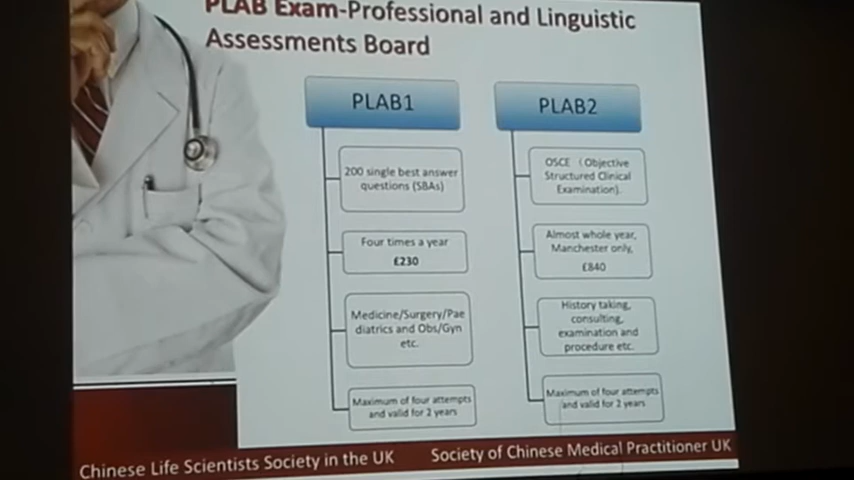 PLAB Exam-Professional and Linguistic
Assessments Board
PLAB1
200 single best answer
questions (SBAs)
Four times a year
£230
Medicine/Surgery/Pae
diatrics and Obs/Gyn
etc.
Maximum of four attempts
and valid for 2 years
PLAB2
OSCE （Objective
Structured Clinical
Examination).
Almost whole year,
Manchester only,
£840
History taking,
consulting,
examination and
procedure etc.
Maximum of four attempts
and valid for 2 years
Chinese Life Scientists Society in the UK
Society of Chinese Medical Practitioner UK